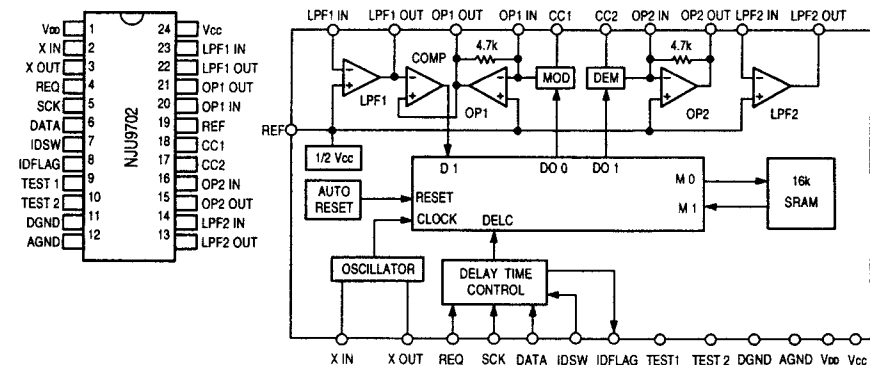 VDD 1 24 Vcc
X IN 2 23 LPF1 IN
X OUT 3 22 LPF1 OUT
REQ 4 21 OP1 OUT
SCK 5 20 OP1 IN
DATA 6 19 REF
IDSW 7 18 CC1
IDFLAG 8 17 CC2
TEST 1 9 16 OP2 IN
TEST 2 10 15 OP2 OUT
DGND 11 14 LPF2 IN
AGND 12 13 LPF2 OUT
NJU9702
LPF1 IN LPF1 OUT OP1 OUT OP1 IN CC1 CC2 OP2 IN OP2 OUT LPF2 IN LPF2 OUT
COMP 4.7k 4.7k
MOD DEM
LPF1 OP1 OP2 LPF2
REF
1/2 Vcc
D 1 DO 0 DO 1
AUTO
RESET
RESET
CLOCK
DELC
M 0
M 1
16k
SRAM
OSCILLATOR
DELAY TIME
CONTROL
X IN X OUT REQ SCK DATA IDSW IDFLAG TEST1 TEST 2 DGND AGND VDD Vcc